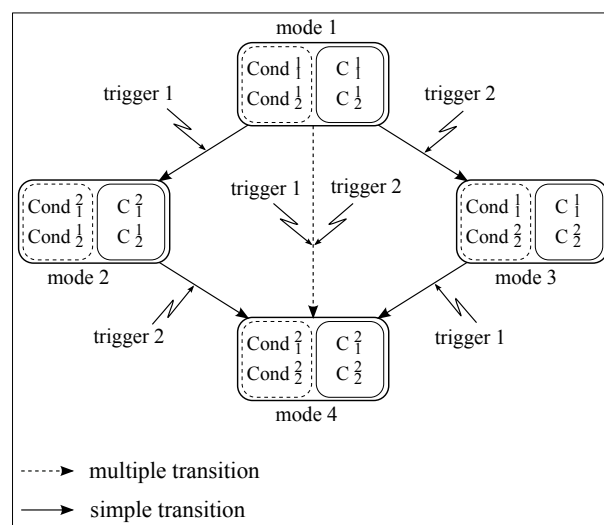 mode 1
Cond 1/1 C 1/1
Cond 1/2 C 1/2
trigger 1
trigger 2
trigger 1 trigger 2
Cond 2/1 C 2/1
Cond 1/2 C 1/2
mode 2
Cond 1/1 C 1/1
Cond 2/2 C 2/2
mode 3
trigger 2
trigger 1
Cond 2/1 C 2/1
Cond 2/2 C 2/2
mode 4
multiple transition
simple transition